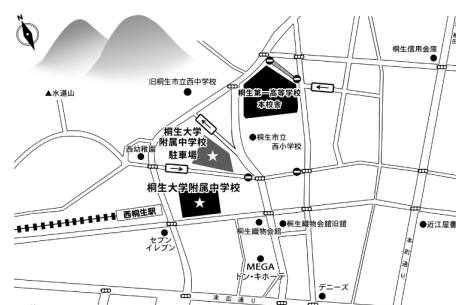 N
桐生信用金庫
▲水道山
旧桐生市立西中学校
桐生第一高等学校
本校舎
桐生大学
附属中学校
駐車場
桐生市立
西小学校
西幼稚園
桐生大学附属中学校
西桐生駅
セブン
イレブン
桐生織物会館
桐生織物会館旧館
近江屋書
本町通り
MEGA
ドン・キホーテ
デニーズ
末広通り